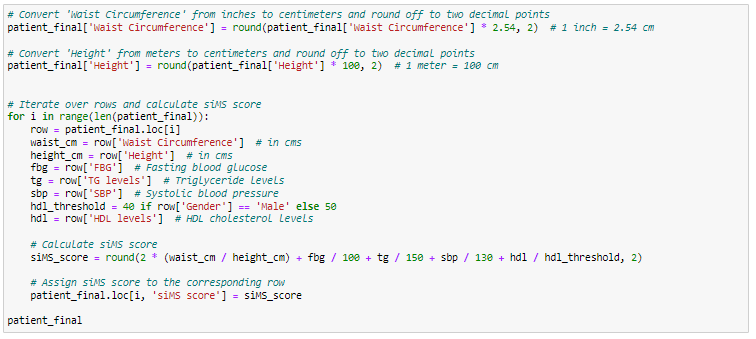 # Convert 'Waist Circumference' from inches to centimeters and round off to two decimal points
patient_final['Waist Circumference'] = round(patient_final['Waist Circumference'] * 2.54, 2)  # 1 inch = 2.54 cm

# Convert 'Height' from meters to centimeters and round off to two decimal points
patient_final['Height'] = round(patient_final['Height'] * 100, 2)  # 1 meter = 100 cm


# Iterate over rows and calculate siMS score
for i in range(len(patient_final)):
    row = patient_final.loc[i]
    waist_cm = row['Waist Circumference']  # in cms
    height_cm = row['Height']  # in cms
    fbg = row['FBG']  # Fasting blood glucose
    tg = row['TG levels']  # Triglyceride levels
    sbp = row['SBP']  # Systolic blood pressure
    hdl_threshold = 40 if row['Gender'] == 'Male' else 50
    hdl = row['HDL levels']  # HDL cholesterol levels

    # Calculate siMS score
    siMS_score = round(2 * (waist_cm / height_cm) + fbg / 100 + tg / 150 + sbp / 130 + hdl / hdl_threshold, 2)

    # Assign siMS score to the corresponding row
    patient_final.loc[i, 'siMS score'] = siMS_score

patient_final